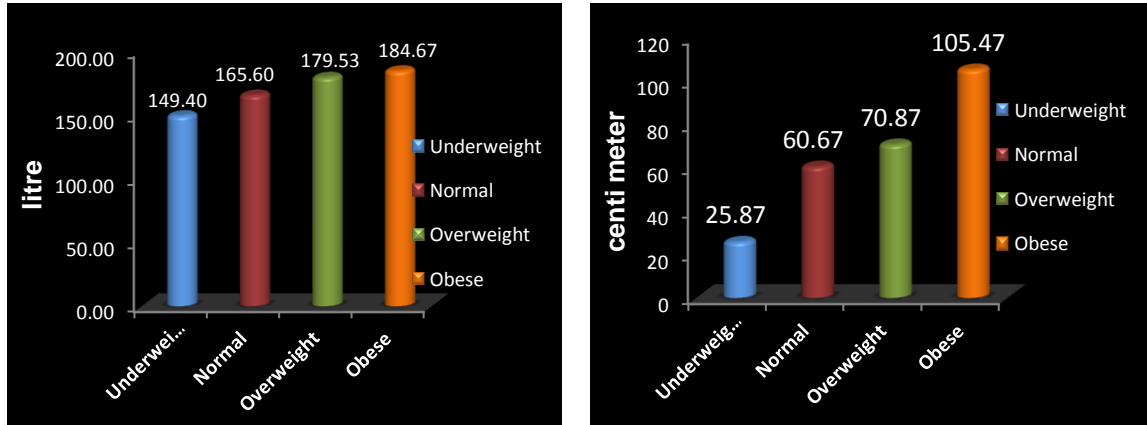 litre
200.00
150.00
100.00
50.00
0.00
149.40
165.60
179.53
184.67
Underwei...
Normal
Overweight
Obese
Underweight
Normal
Overweight
Obese
centi meter
120
100
80
60
40
20
0
25.87
60.67
70.87
105.47
Underweig...
Normal
Overweight
Obese
Underweight
Normal
Overweight
Obese